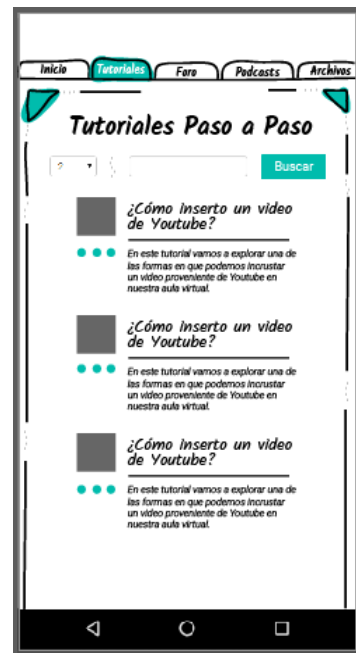 Inicio Tutoriales Foro Podcasts Archivos
Tutoriales Paso a Paso
? Buscar
¿Cómo inserto un video
de Youtube?
En este tutorial vamos a explorar una de
las formas en que podemos incrustar
un video proveniente de Youtube en
nuestra aula virtual.
¿Cómo inserto un video
de Youtube?
En este tutorial vamos a explorar una de
las formas en que podemos incrustar
un video proveniente de Youtube en
nuestra aula virtual.
¿Cómo inserto un video
de Youtube?
En este tutorial vamos a explorar una de
las formas en que podemos incrustar
un video proveniente de Youtube en
nuestra aula virtual.